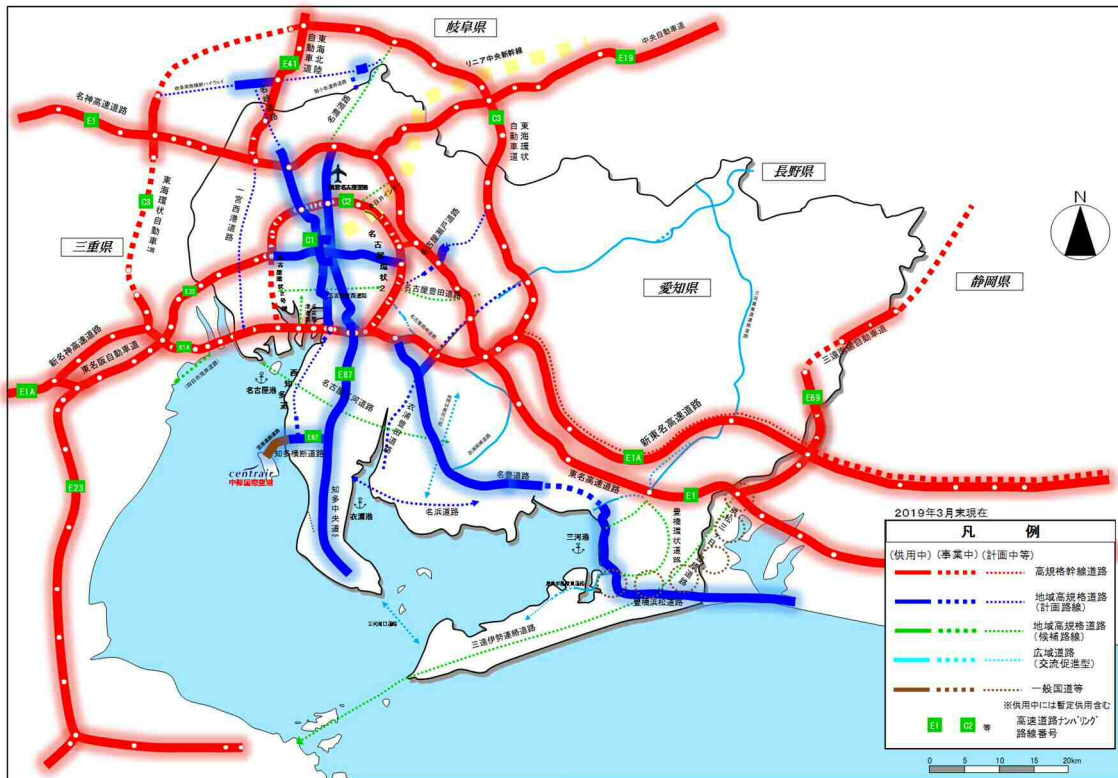 岐阜県
リニア中央新幹線
中央自動車道
E19
E41
東海北陸
自動車道
名神高速道路
E1
名濃道路
C3
東海環状
自動車道
長野県
N
東海環状自動車道
C3
一宮西港道路
三重県
C2
C1
名古屋環状2
名古屋瀬戸道路
名古屋豊田道路
愛知県
静岡県
三遠南信自動車道
E69
新名神高速道路
東名阪自動車道
E1A
E1A
西知多道
名古屋港
E87
名古屋三河道路
衣浦豊田道路
新東名高速道路
E1A
E87
知多横断道路
centrair
中部国際空港
東名高速道路
E1
名豊道路
E23
知多中央道
衣浦港
名浜道路
三河港
豊橋環状道路
豊橋浜松道路
三河湾口道路
三遠伊勢連絡道路
2019年3月末現在
凡 例
(供用中) (事業中) (計画中等)
高規格幹線道路
地域高規格道路
(計画路線)
地域高規格道路
(候補路線)
広域道路
(交流促進型)
一般国道等
※供用中には暫定供用含む
E1 C2 等 高速道路ナンバリング
路線番号
0 5 10 15 20km